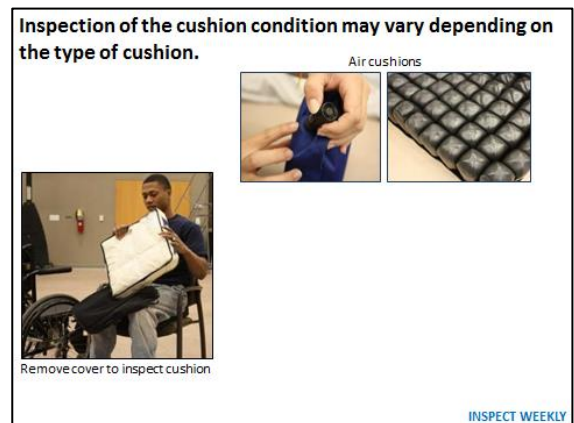 Inspection of the cushion condition may vary depending on
the type of cushion.
Air cushions
Remove cover to inspect cushion
INSPECT WEEKLY